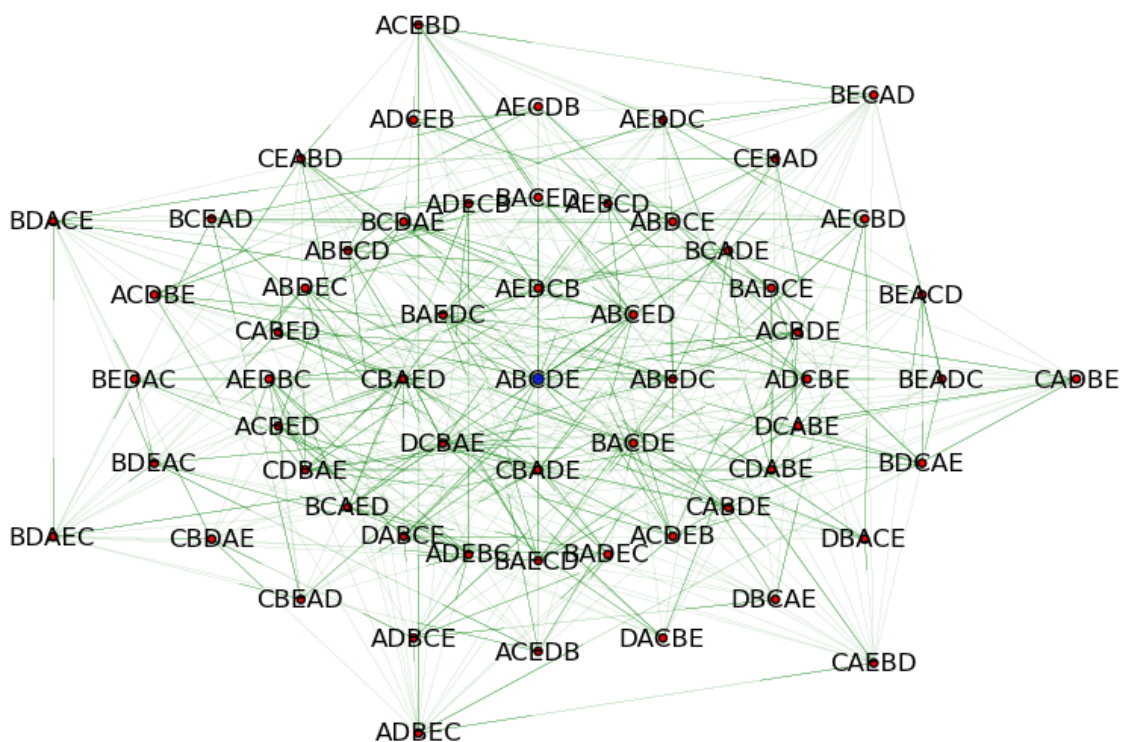 ACEBD
BECAD
AECDB
ADCEB AEBDC
CEABD CEBAD
BACED
ADECB AEBCD
BDACE BCEAD BCDAE ABDCE AECBD
ABECD BCADE
ABDEC AEDCB BADCE
ACDBE BEACD
BAEDC ABCED
CABED ACBDE
BEDAC AEDBC CBAED ABCDE ABEDC ADCBE BEADC CADBE
ACBED DCABE
DCBAE BACDE
BDEAC CDBAE CBADE CDABE BDCAE
BCAED CABDE
BDAEC CBDAE DABCE ACDEB DBACE
ADEBC BAECD BADEC
CBEAD DBCAE
ADBCE DACBE
ACEDB
CAEBD
ADBEC